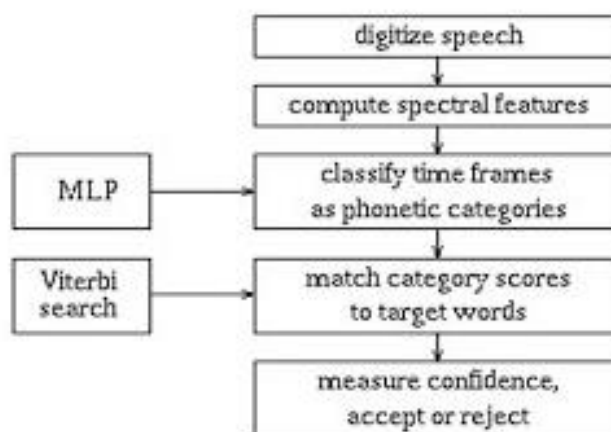 digitize speech
compute spectral features
MLP
classify time frames
as phonetic categories
Viterbi
search
match category scores
to target words
measure confidence,
accept or reject